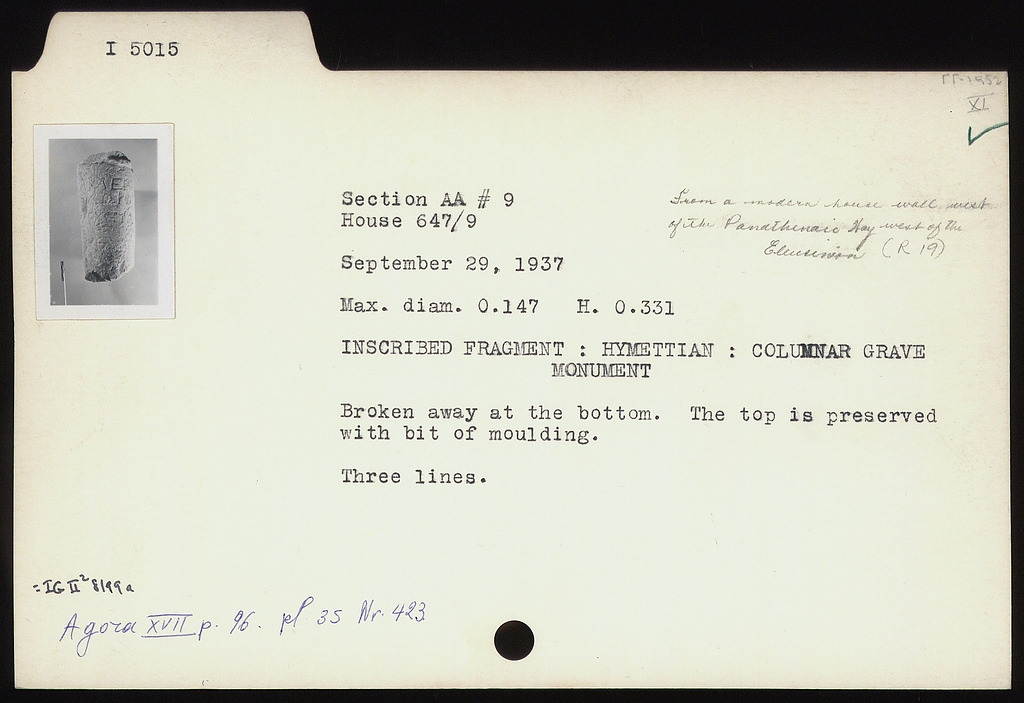 I 5015
XI
Section AA # 9
House 647/9
From a modern house wall west
of the Panathenaic Way west of the
Eleusinion (R 19)
September 29, 1937
Max. diam. 0.147 H. 0.331
INSCRIBED FRAGMENT : HYMETTIAN : COLUMNAR GRAVE
MONUMENT
Broken away at the bottom. The top is preserved
with bit of moulding.
Three lines.
= IG II² 8199a
Agora XVII p. 96. pl 35 Nr. 423